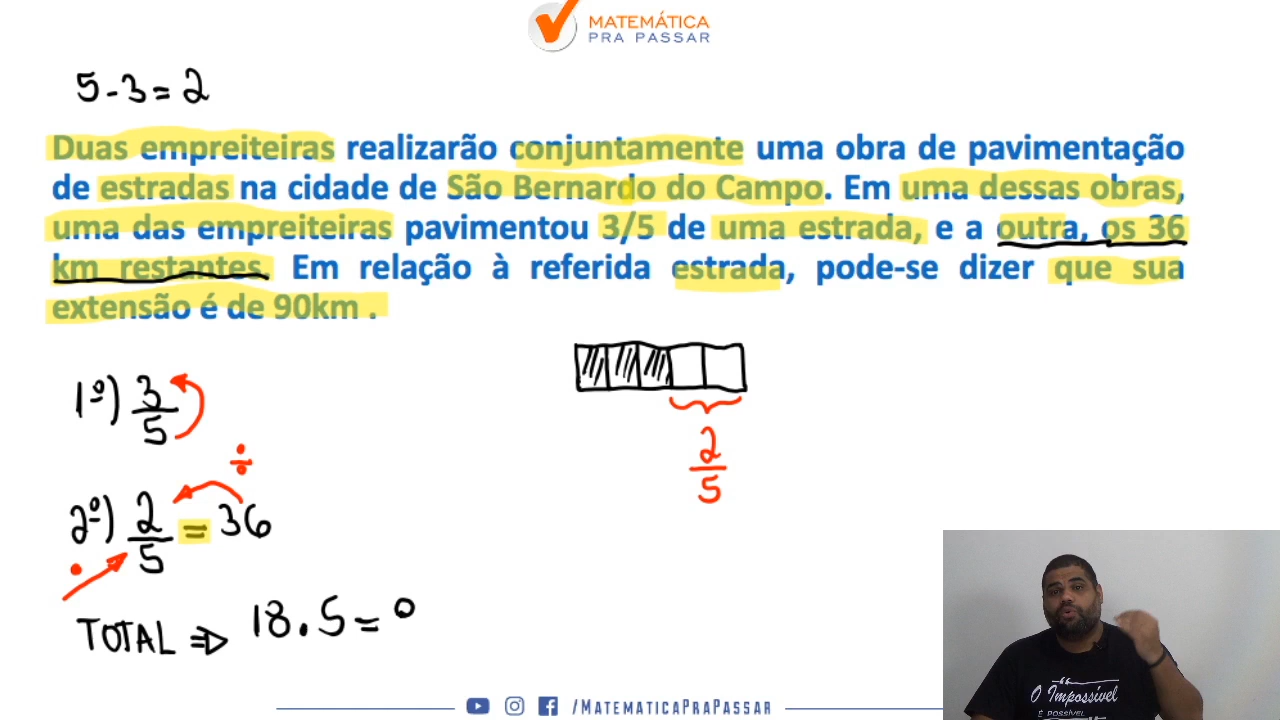 MATEMÁTICA
PRA PASSAR
5-3=2
Duas empreiteiras realizarão conjuntamente uma obra de pavimentação
de estradas na cidade de São Bernardo do Campo. Em uma dessas obras,
uma das empreiteiras pavimentou 3/5 de uma estrada, e a outra, os 36
km restantes. Em relação à referida estrada, pode-se dizer que sua
extensão é de 90km .
1º) 3/5
÷
2/5
2º) 2/5 = 36
TOTAL ⇒ 18.5=0
O Impossível
É POSSÍVEL
/MATEMATICAPRAPASSAR